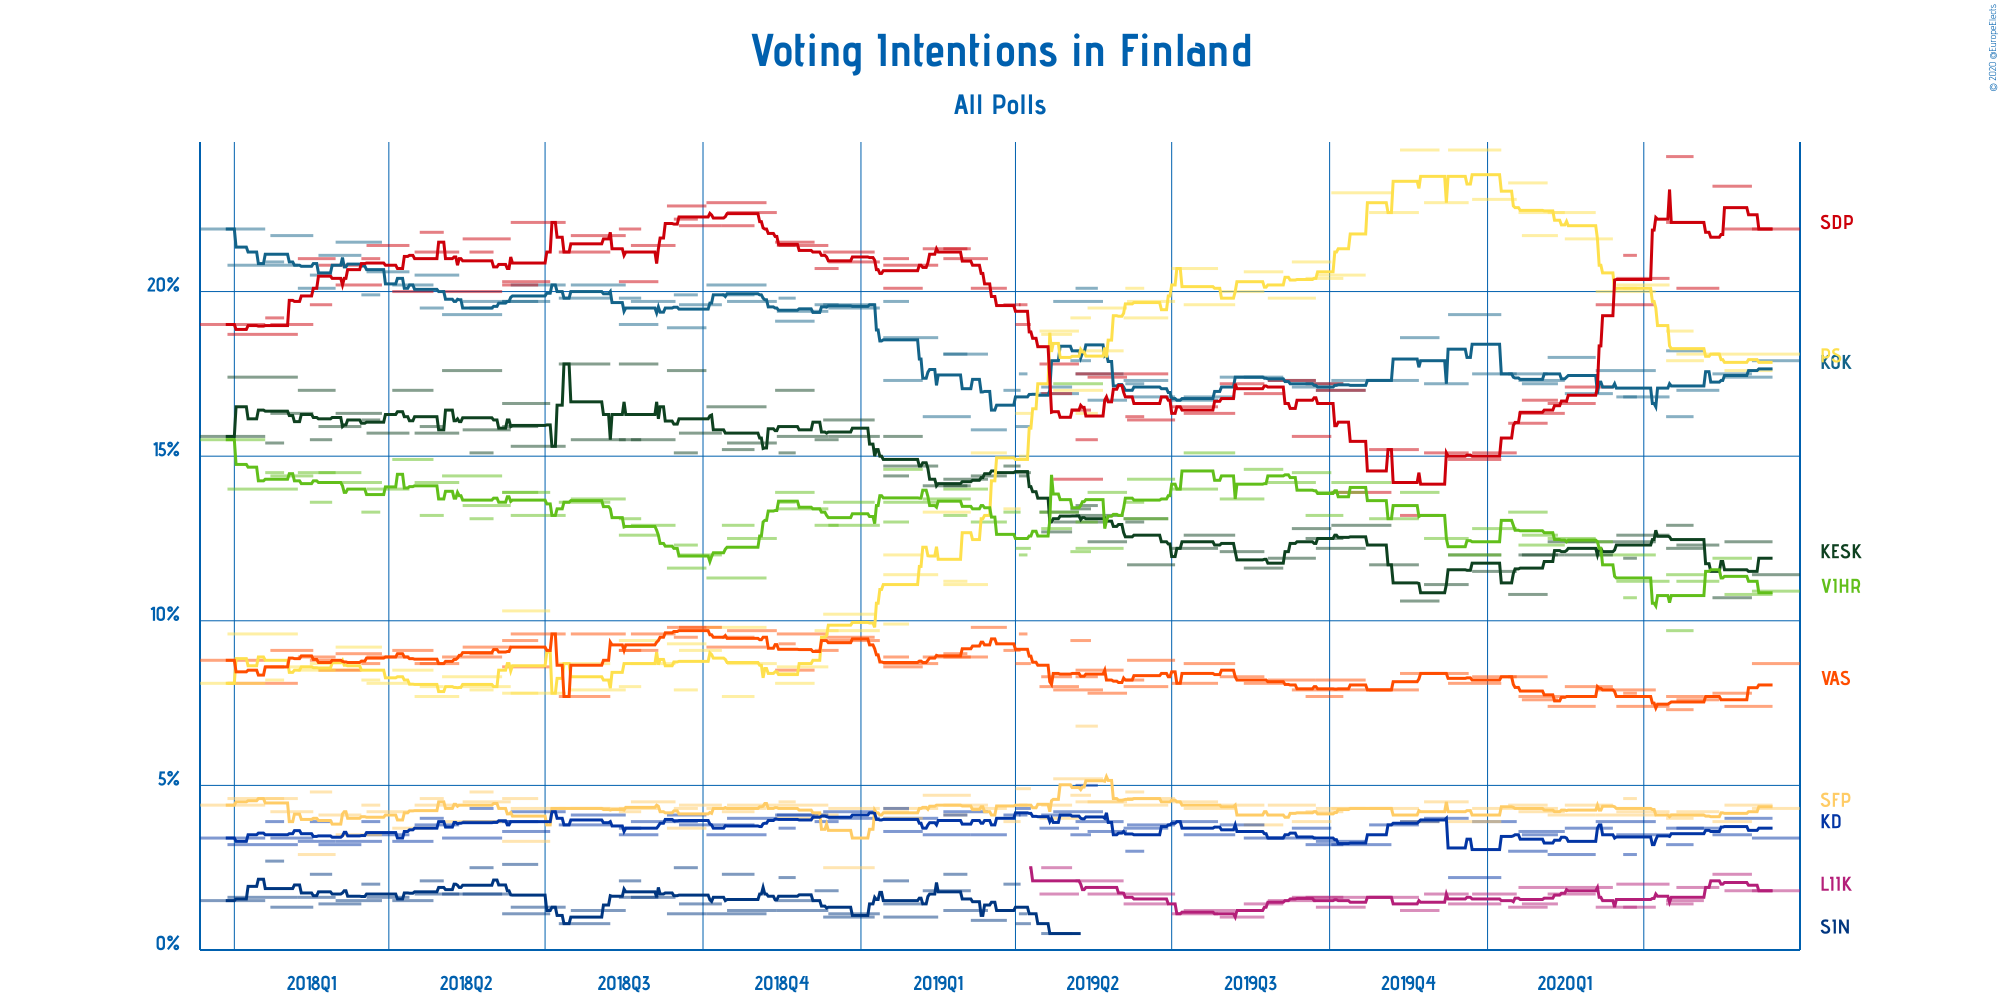 Voting Intentions in Finland
All Polls
© 2020 @EuropeElects
20%
15%
10%
5%
0%
SDP
PS
KOK
KESK
VIHR
VAS
SFP
KD
LIIK
SIN
2018Q1
2018Q2
2018Q3
2018Q4
2019Q1
2019Q2
2019Q3
2019Q4
2020Q1